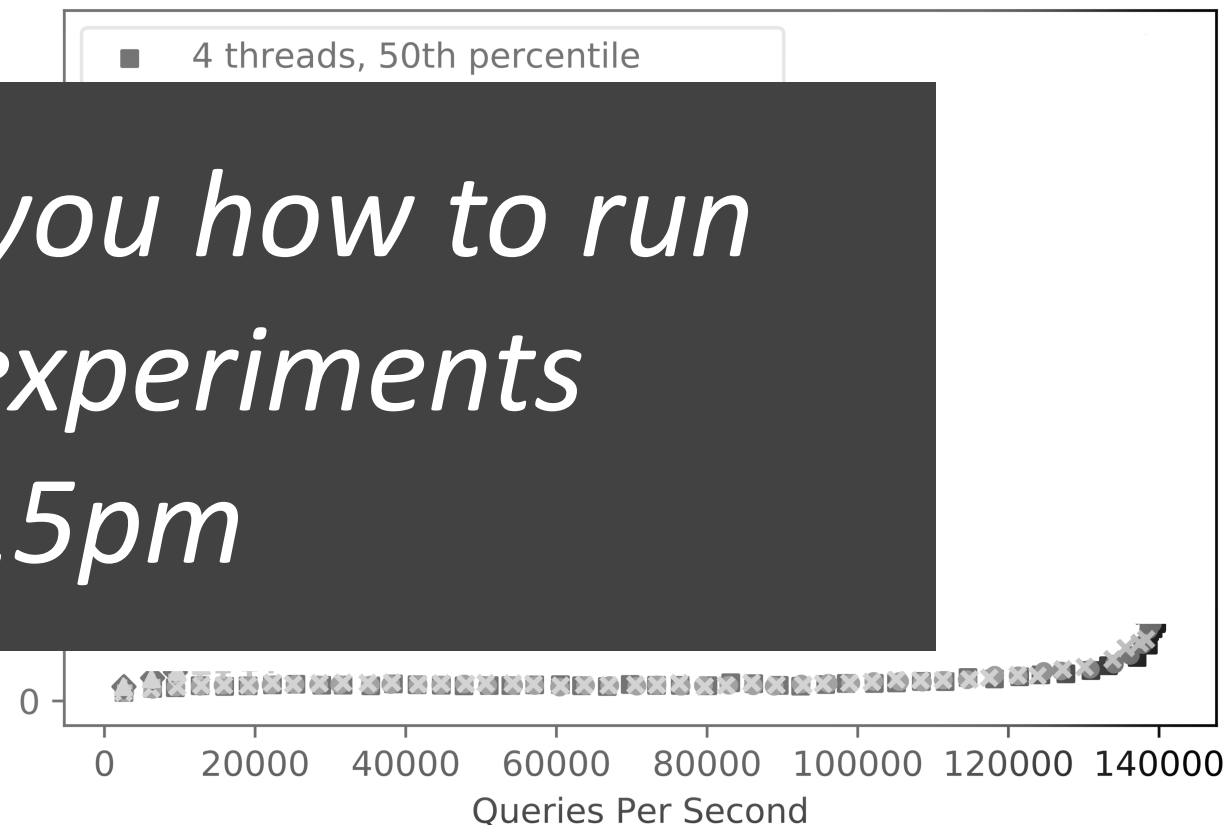 4 threads, 50th percentile
you how to run
experiments
5pm
0
0 20000 40000 60000 80000 100000 120000 140000
Queries Per Second